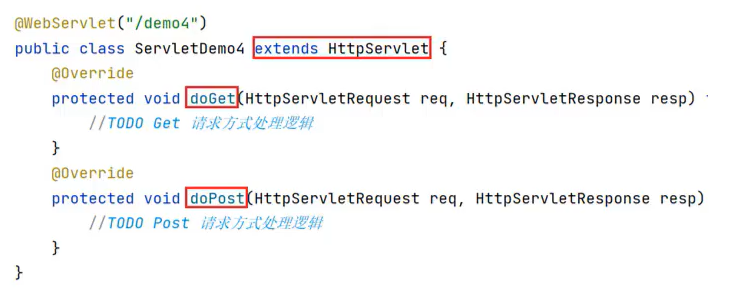 @WebServlet("/demo4")
public class ServletDemo4 extends HttpServlet {
@Override
protected void doGet(HttpServletRequest req, HttpServletResponse resp)
//TODO Get 请求方式处理逻辑
}
@Override
protected void doPost(HttpServletRequest req, HttpServletResponse resp)
//TODO Post 请求方式处理逻辑
}
}